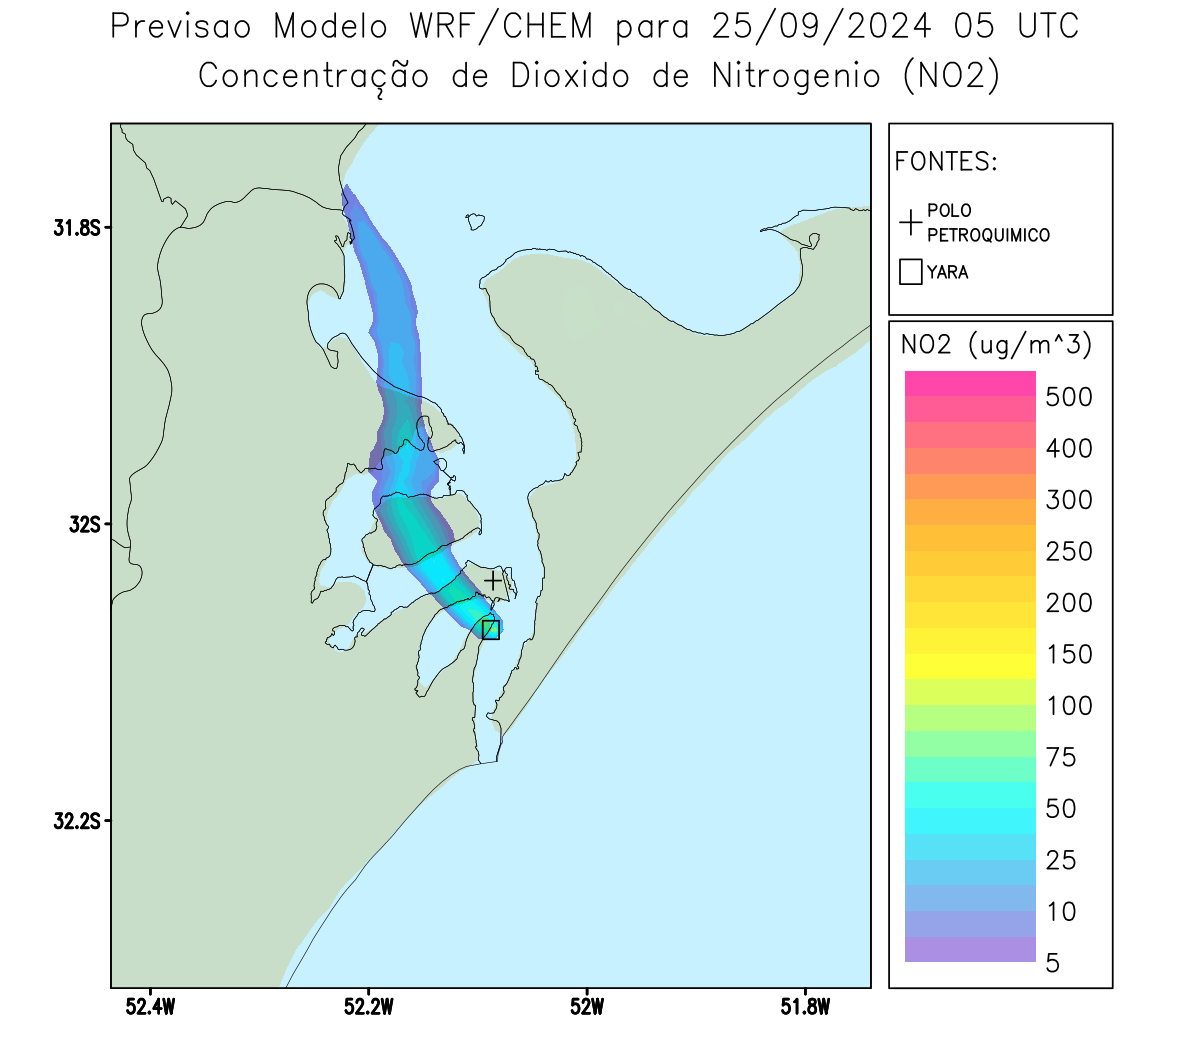 Previsao Modelo WRF/CHEM para 25/09/2024 05 UTC
Concentração de Dioxido de Nitrogenio (NO2)
FONTES:
POLO
PETROQUIMICO
YARA
31.8S
32S
32.2S
52.4W
52.2W
52W
51.8W
NO2 (ug/m^3)
500
400
300
250
200
150
100
75
50
25
10
5